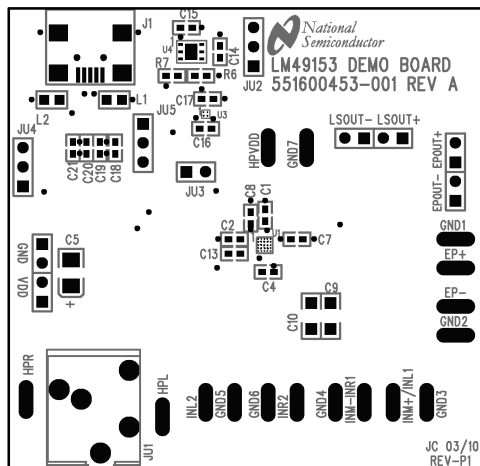 J1
C15
U4
1
C14
R7
R6
JU2
National
Semiconductor
LM49153 DEMO BOARD
551600453-001 REV A
L2
L1
C17
U3
C16
JU4
JU5
C21
C20
C19
C18
JU3
HPVDD
GND7
LSOUT- LSOUT+
EPOUT- EPOUT+
GND1
EP+
EP-
GND2
C8
C1
C2
U1
C7
C13
C4
GND
VDD
C5
+
C9
C10
HPR
HPL
JU1
INL2
GND5
GND6
INR2
GND4
INM-INR1
INM+/INL1
GND3
JC 03/10
REV-P1